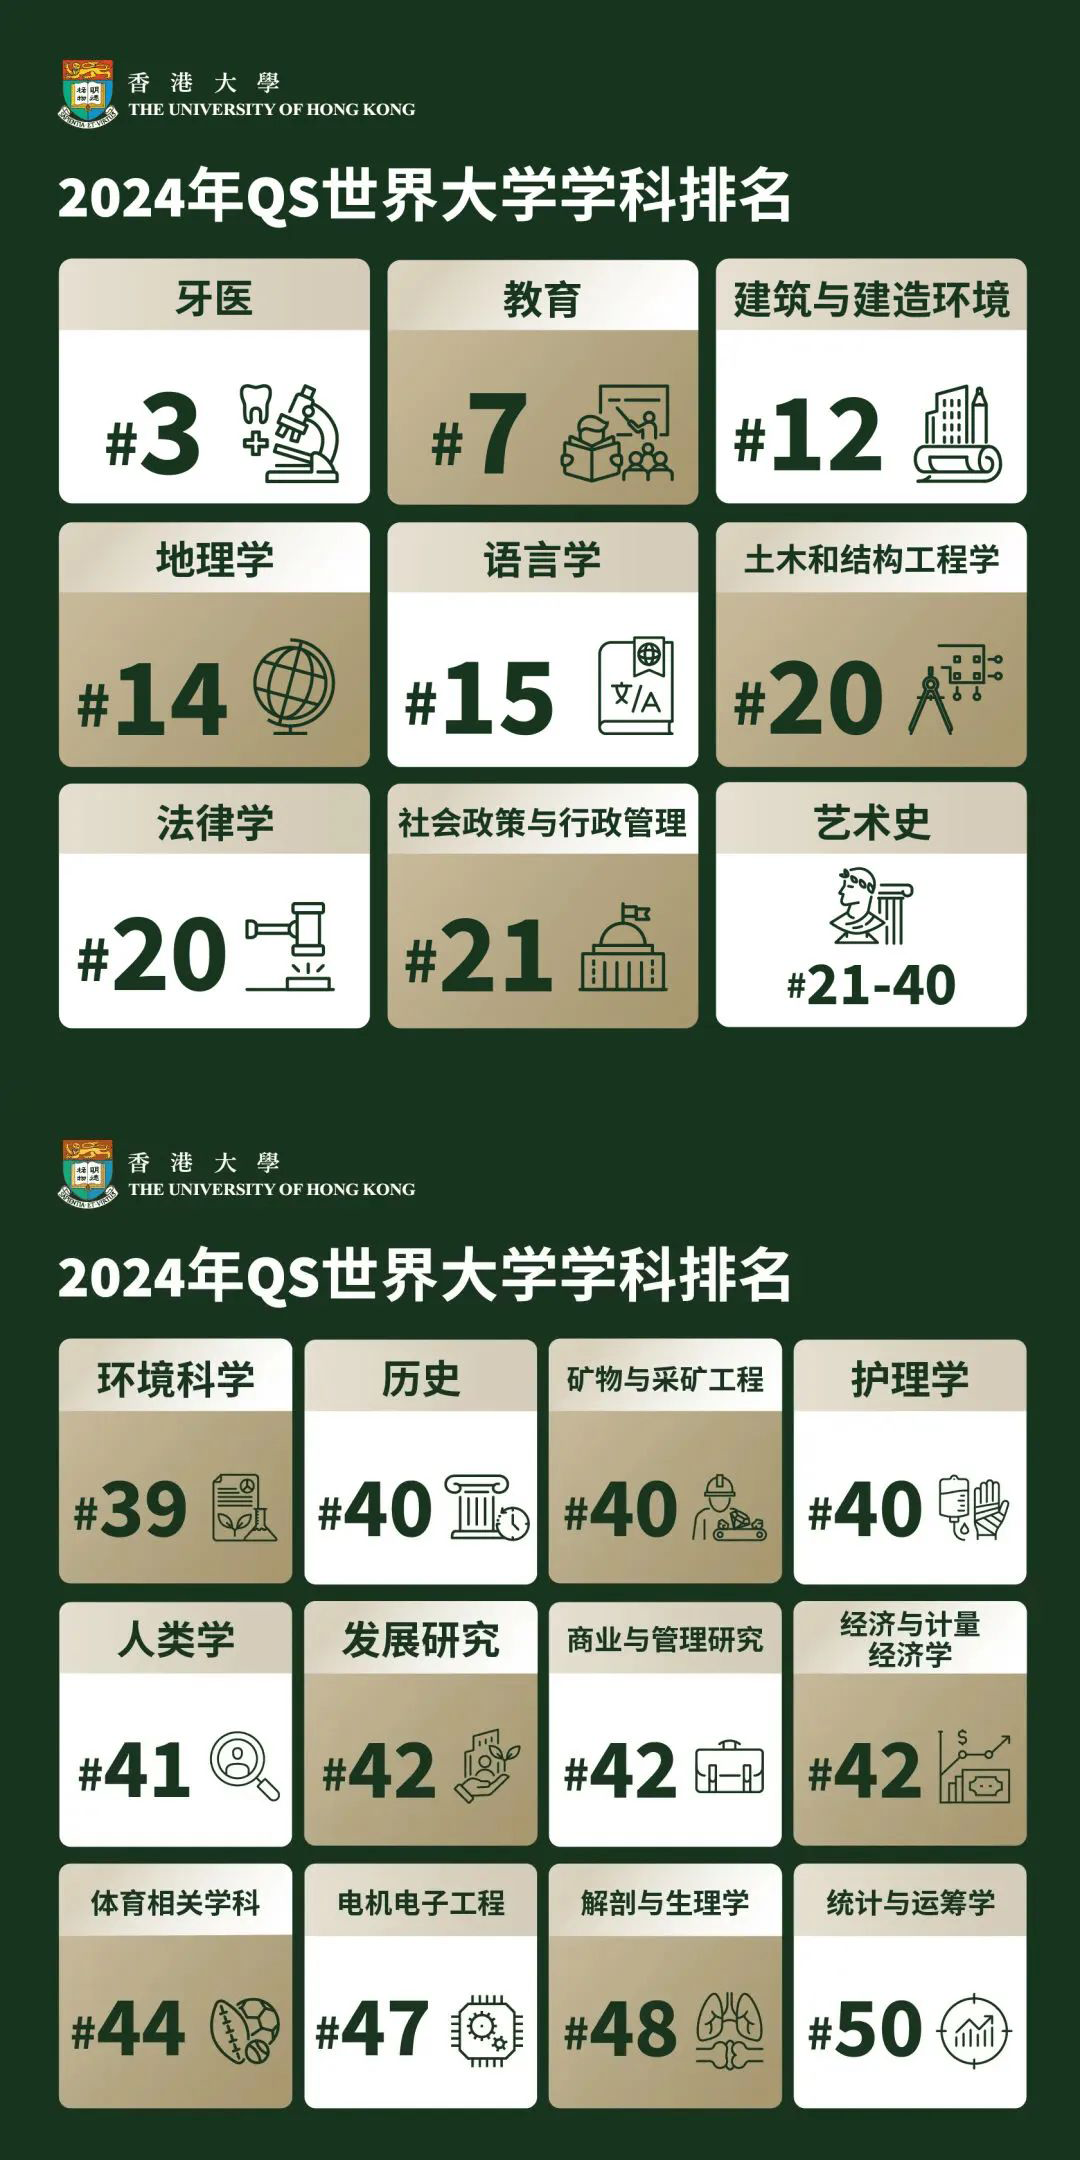 香港大學
THE UNIVERSITY OF HONG KONG
2024年QS世界大学学科排名
牙医
#3
教育
#7
建筑与建造环境
#12
地理学
#14
语言学
#15
文/A
土木和结构工程学
#20
法律学
#20
社会政策与行政管理
#21
艺术史
#21-40
香港大學
THE UNIVERSITY OF HONG KONG
2024年QS世界大学学科排名
环境科学
#39
历史
#40
矿物与采矿工程
#40
护理学
#40
人类学
#41
发展研究
#42
商业与管理研究
#42
经济与计量
经济学
#42
$
体育相关学科
#44
电机电子工程
#47
解剖与生理学
#48
统计与运筹学
#50